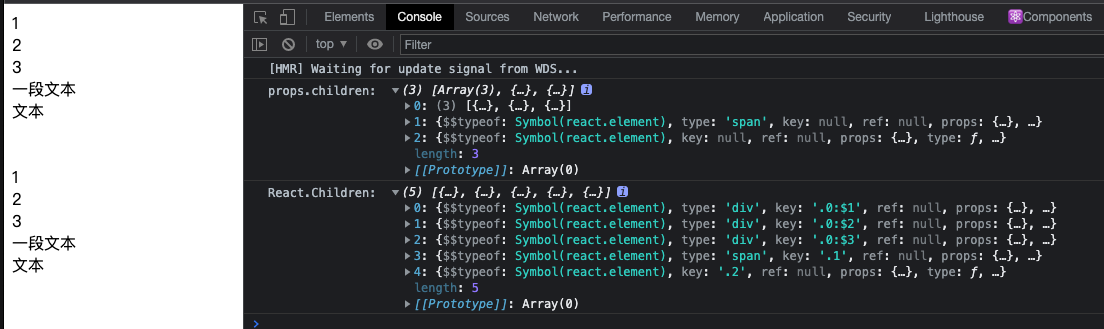 1
2
3
一段文本
文本
1
2
3
一段文本
文本
Elements Console Sources Network Performance Memory Application Security Lighthouse ⚛️Components
top ▼ Filter
[HMR] Waiting for update signal from WDS...
props.children: ▼(3) [Array(3), {…}, {…}] i
▶0: (3) [{…}, {…}, {…}]
▶1: {$$typeof: Symbol(react.element), type: 'span', key: null, ref: null, props: {…}, …}
▶2: {$$typeof: Symbol(react.element), key: null, ref: null, props: {…}, type: ƒ, …}
length: 3
▶[[Prototype]]: Array(0)
React.Children: ▼(5) [{…}, {…}, {…}, {…}, {…}] i
▶0: {$$typeof: Symbol(react.element), type: 'div', key: '.0:$1', ref: null, props: {…}, …}
▶1: {$$typeof: Symbol(react.element), type: 'div', key: '.0:$2', ref: null, props: {…}, …}
▶2: {$$typeof: Symbol(react.element), type: 'div', key: '.0:$3', ref: null, props: {…}, …}
▶3: {$$typeof: Symbol(react.element), type: 'span', key: '.1', ref: null, props: {…}, …}
▶4: {$$typeof: Symbol(react.element), key: '.2', ref: null, props: {…}, type: ƒ, …}
length: 5
▶[[Prototype]]: Array(0)